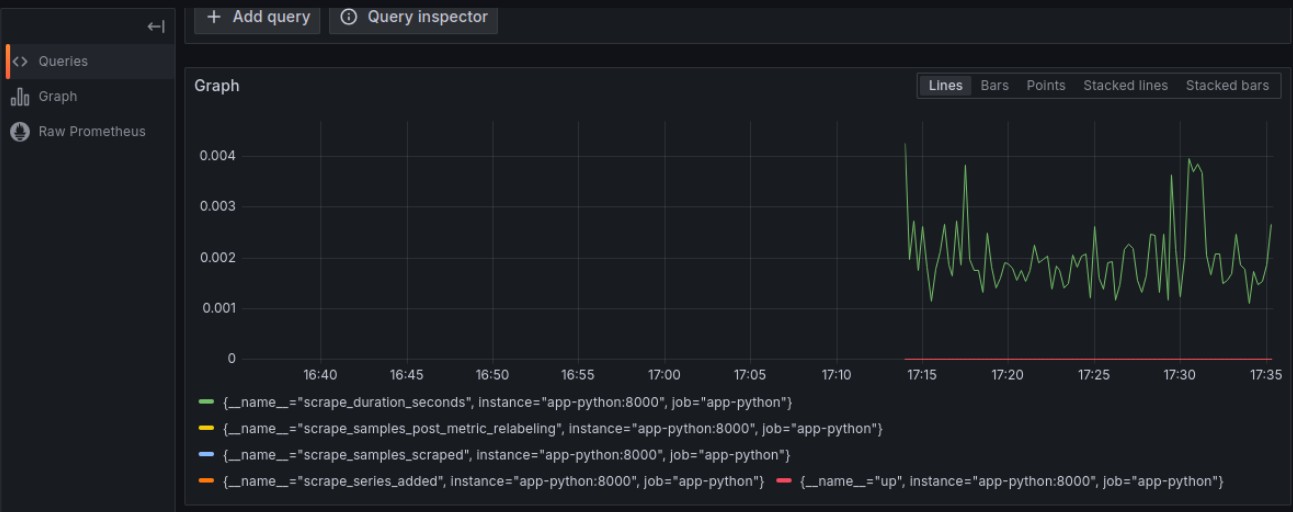 + Add query Query inspector
Queries
Graph
Raw Prometheus
Graph
Lines Bars Points Stacked lines Stacked bars
0.004
0.003
0.002
0.001
0
16:40 16:45 16:50 16:55 17:00 17:05 17:10 17:15 17:20 17:25 17:30 17:35
{__name__="scrape_duration_seconds", instance="app-python:8000", job="app-python"}
{__name__="scrape_samples_post_metric_relabeling", instance="app-python:8000", job="app-python"}
{__name__="scrape_samples_scraped", instance="app-python:8000", job="app-python"}
{__name__="scrape_series_added", instance="app-python:8000", job="app-python"} {__name__="up", instance="app-python:8000", job="app-python"}